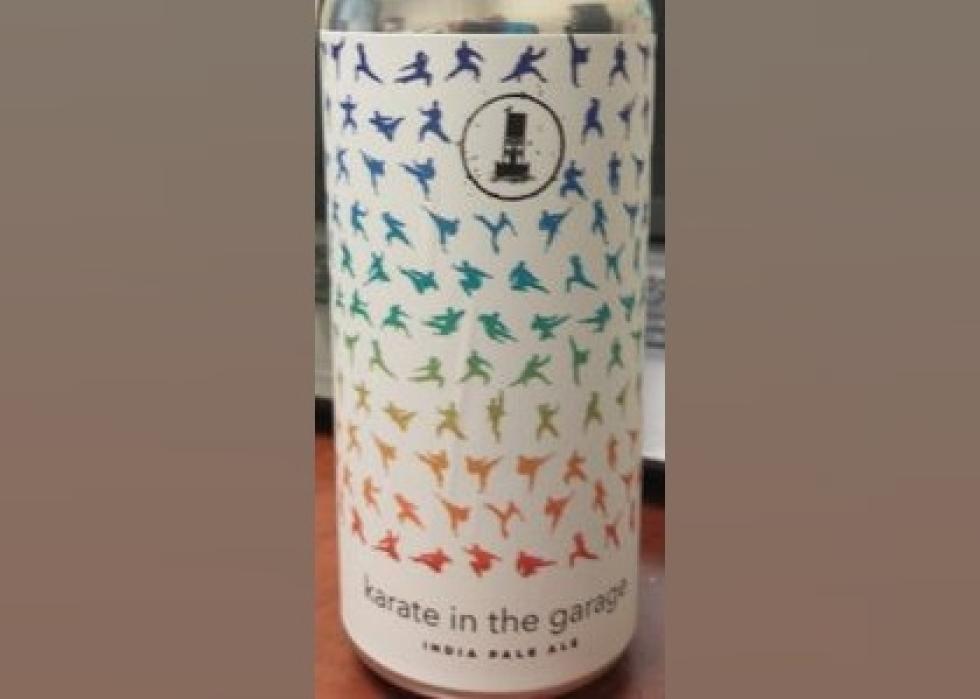 karate in the garage
INDIA PALE ALE